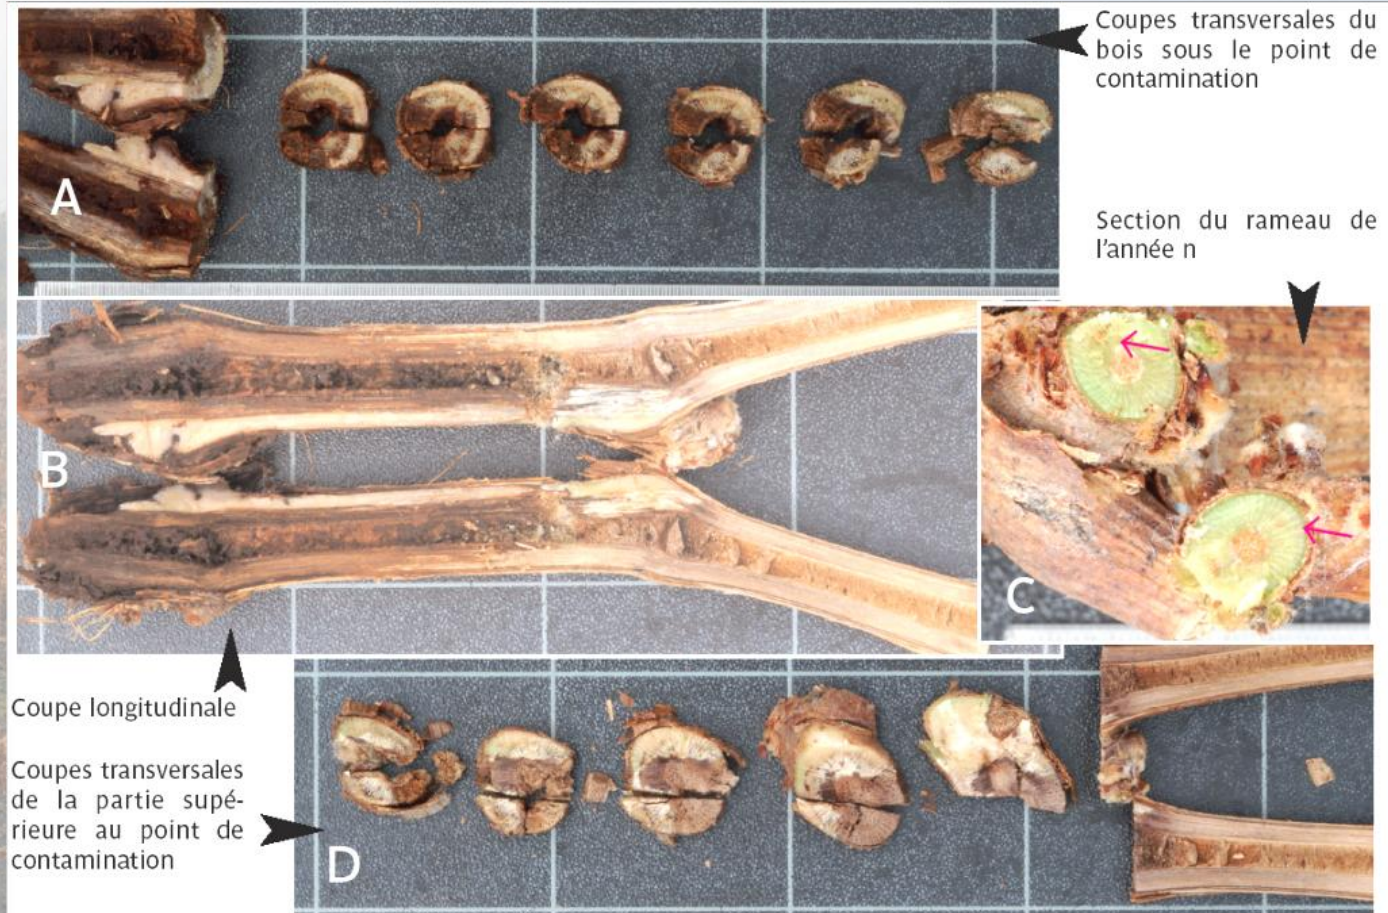 Coupes transversales du
bois sous le point de
contamination
A
Section du rameau de
l'année n
B
C
Coupe longitudinale
Coupes transversales
de la partie supé-
rieure au point de
contamination
D